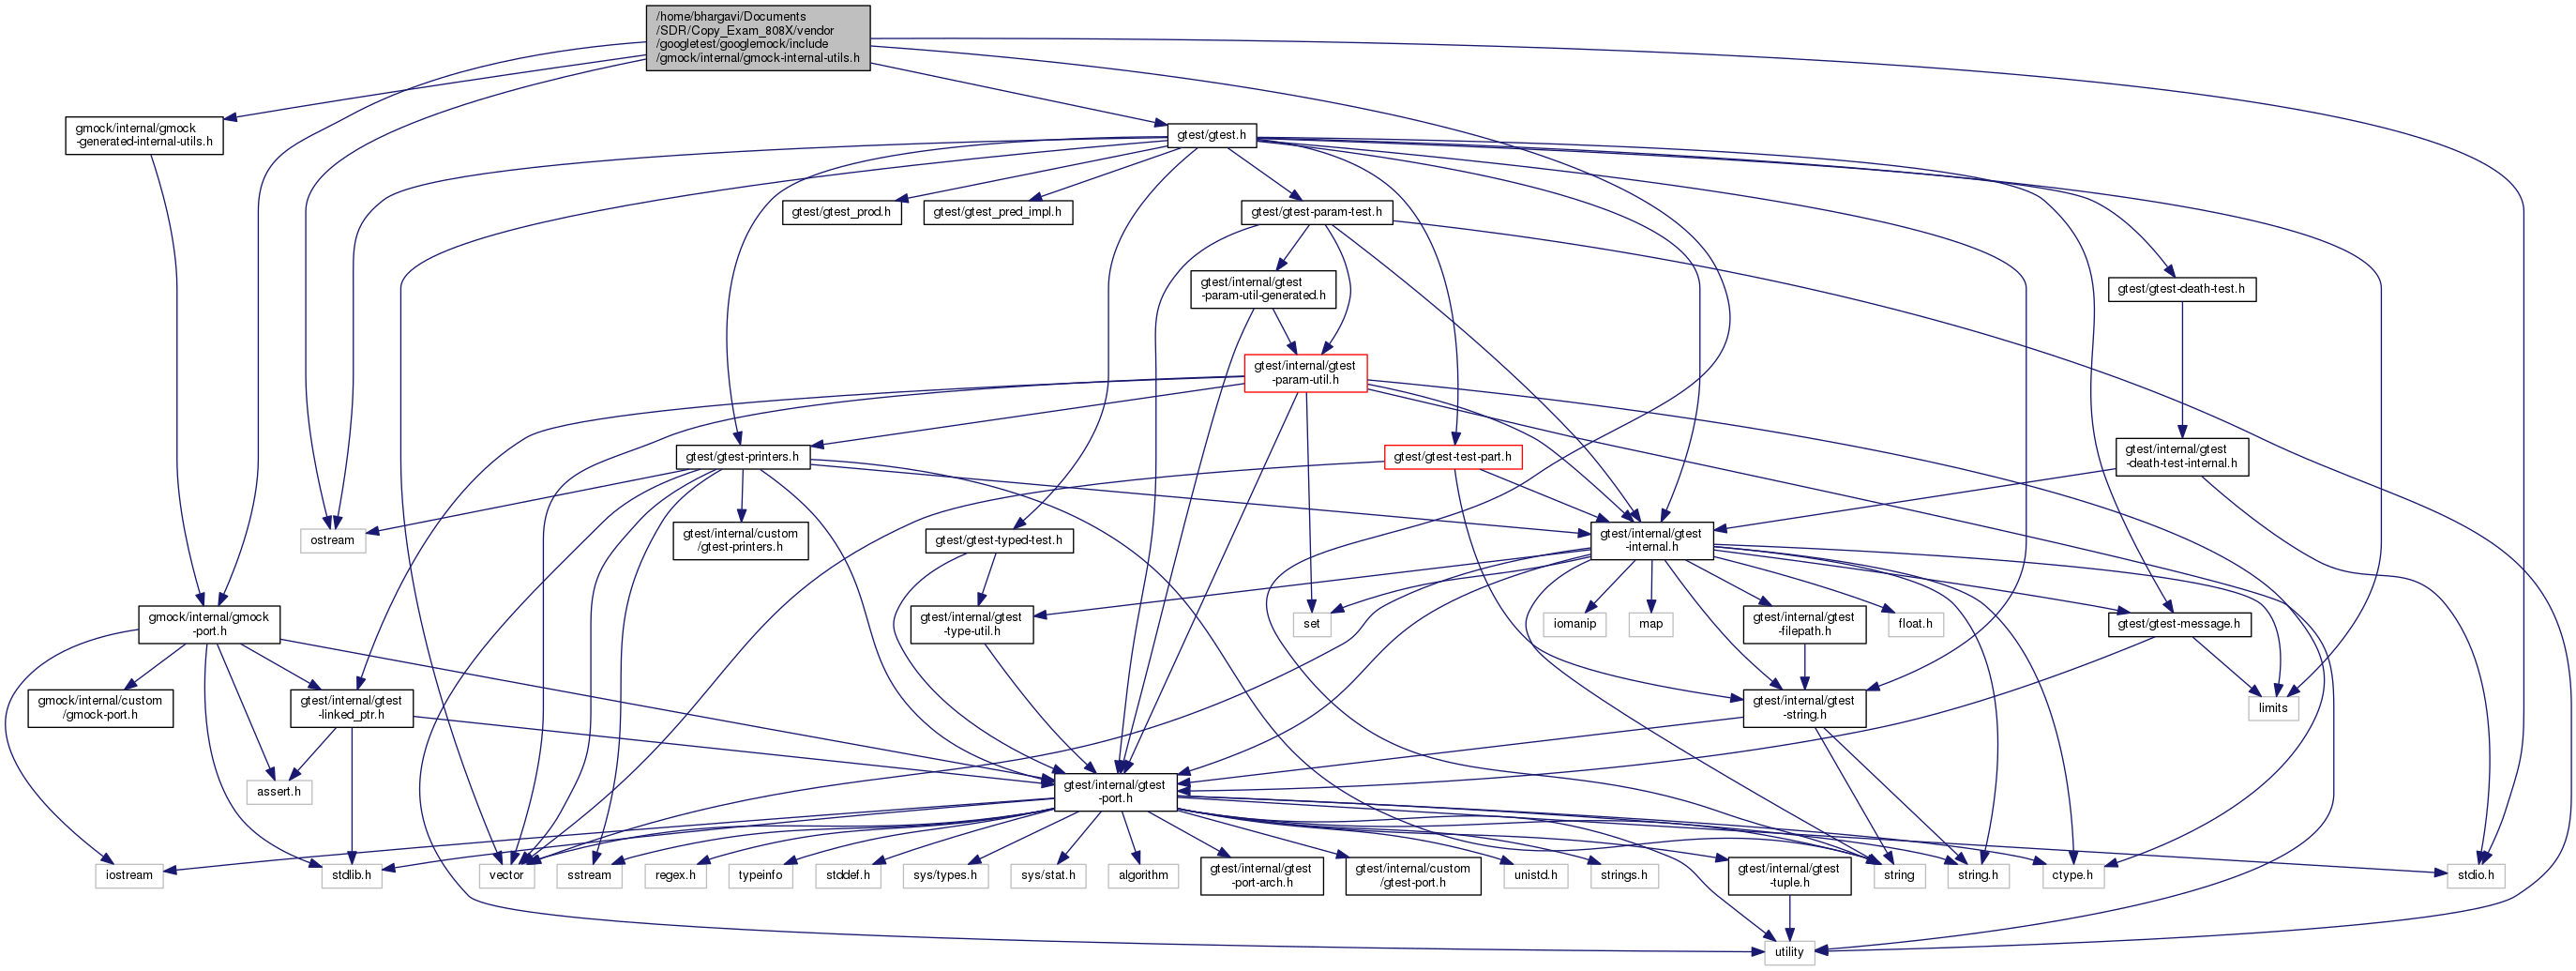 /home/bhargavi/Documents
/SDR/Copy_Exam_808X/vendor
/googletest/googlemock/include
/gmock/internal/gmock-internal-utils.h
gmock/internal/gmock
-generated-internal-utils.h
gtest/gtest.h
gtest/gtest_prod.h
gtest/gtest_pred_impl.h
gtest/gtest-param-test.h
gtest/internal/gtest
-param-util-generated.h
gtest/gtest-death-test.h
gtest/internal/gtest
-param-util.h
gtest/gtest-printers.h
gtest/gtest-test-part.h
gtest/internal/gtest
-death-test-internal.h
ostream
gtest/internal/custom
/gtest-printers.h
gtest/gtest-typed-test.h
gtest/internal/gtest
-internal.h
gmock/internal/gmock
-port.h
gtest/internal/gtest
-type-util.h
set
iomanip
map
gtest/internal/gtest
-filepath.h
float.h
gtest/gtest-message.h
gmock/internal/custom
/gmock-port.h
gtest/internal/gtest
-linked_ptr.h
gtest/internal/gtest
-string.h
limits
assert.h
gtest/internal/gtest
-port.h
iostream
stdlib.h
vector
sstream
regex.h
typeinfo
stddef.h
sys/types.h
sys/stat.h
algorithm
gtest/internal/gtest
-port-arch.h
gtest/internal/custom
/gtest-port.h
unistd.h
strings.h
gtest/internal/gtest
-tuple.h
string
string.h
ctype.h
stdio.h
utility